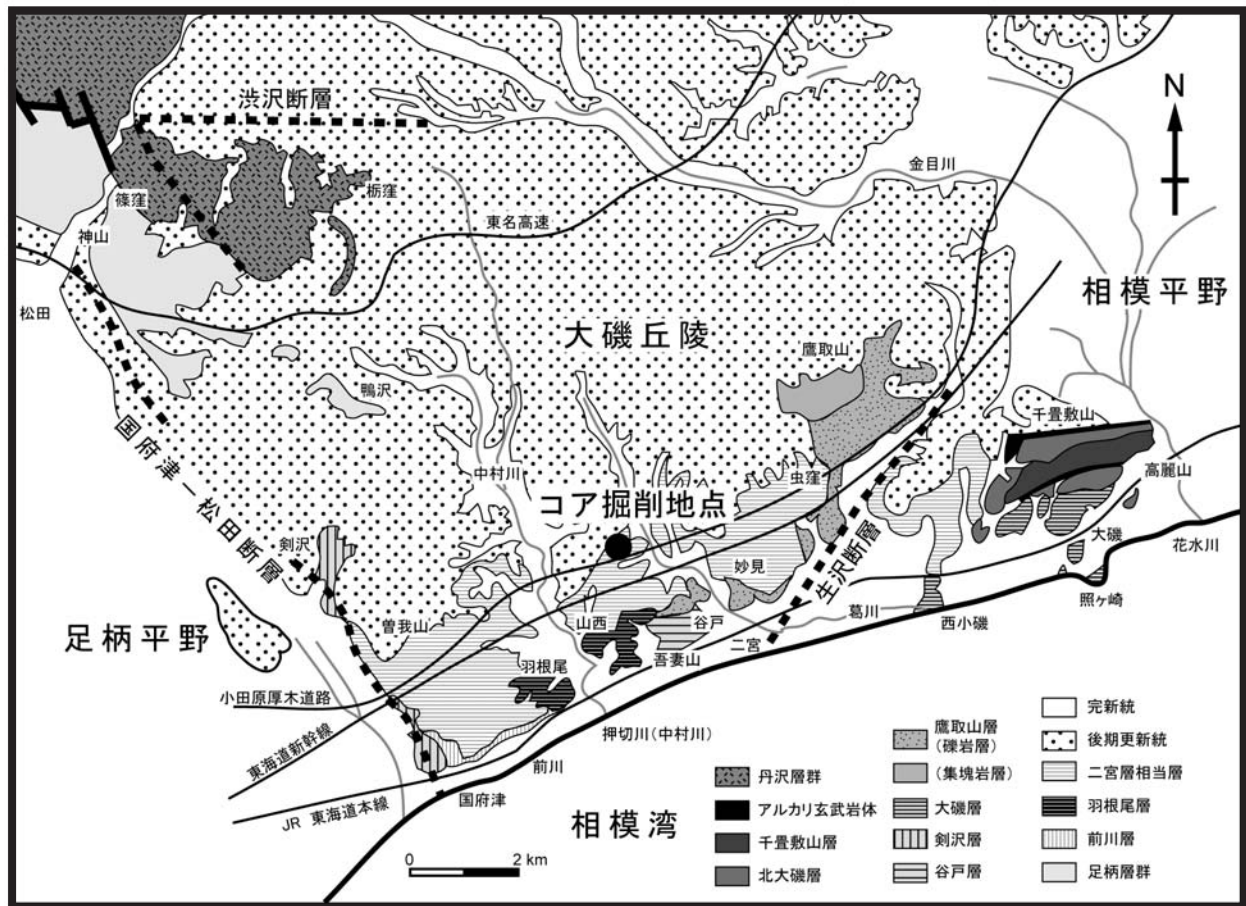 渋沢断層
N
金目川
栃窪
篠窪
東名高速
神山
相模平野
松田
大磯丘陵
鷹取山
鴨沢
千畳敷山
国府津－松田断層
中村川
虫窪
高麗山
コア掘削地点
剣沢
大磯
花水川
生沢断層
妙見
照ヶ崎
足柄平野
曽我山
山西
谷戸
葛川
西小磯
二宮
吾妻山
羽根尾
小田原厚木道路
押切川(中村川)
東海道新幹線
前川
国府津
JR 東海道本線
相模湾
0 2 km
丹沢層群
アルカリ玄武岩体
千畳敷山層
北大磯層
鷹取山層
(礫岩層)
(集塊岩層)
大磯層
剣沢層
谷戸層
完新統
後期更新統
二宮層相当層
羽根尾層
前川層
足柄層群